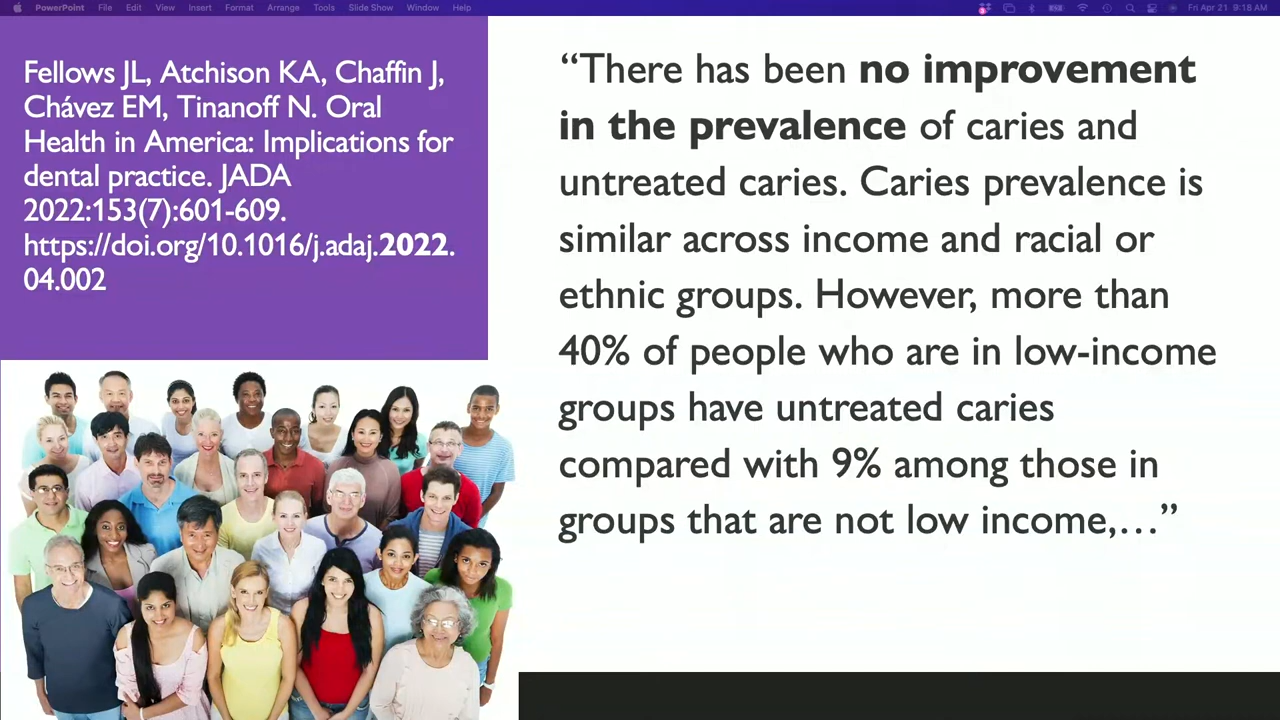 PowerPoint File Edit View Insert Format Arrange Tools Slide Show Window Help Fri Apr 21 9:18 AM
Fellows JL, Atchison KA, Chaffin J,
Chávez EM, Tinanoff N. Oral
Health in America: Implications for
dental practice. JADA
2022:153(7):601-609.
https://doi.org/10.1016/j.adaj.2022.
04.002
“There has been no improvement
in the prevalence of caries and
untreated caries. Caries prevalence is
similar across income and racial or
ethnic groups. However, more than
40% of people who are in low-income
groups have untreated caries
compared with 9% among those in
groups that are not low income,…”